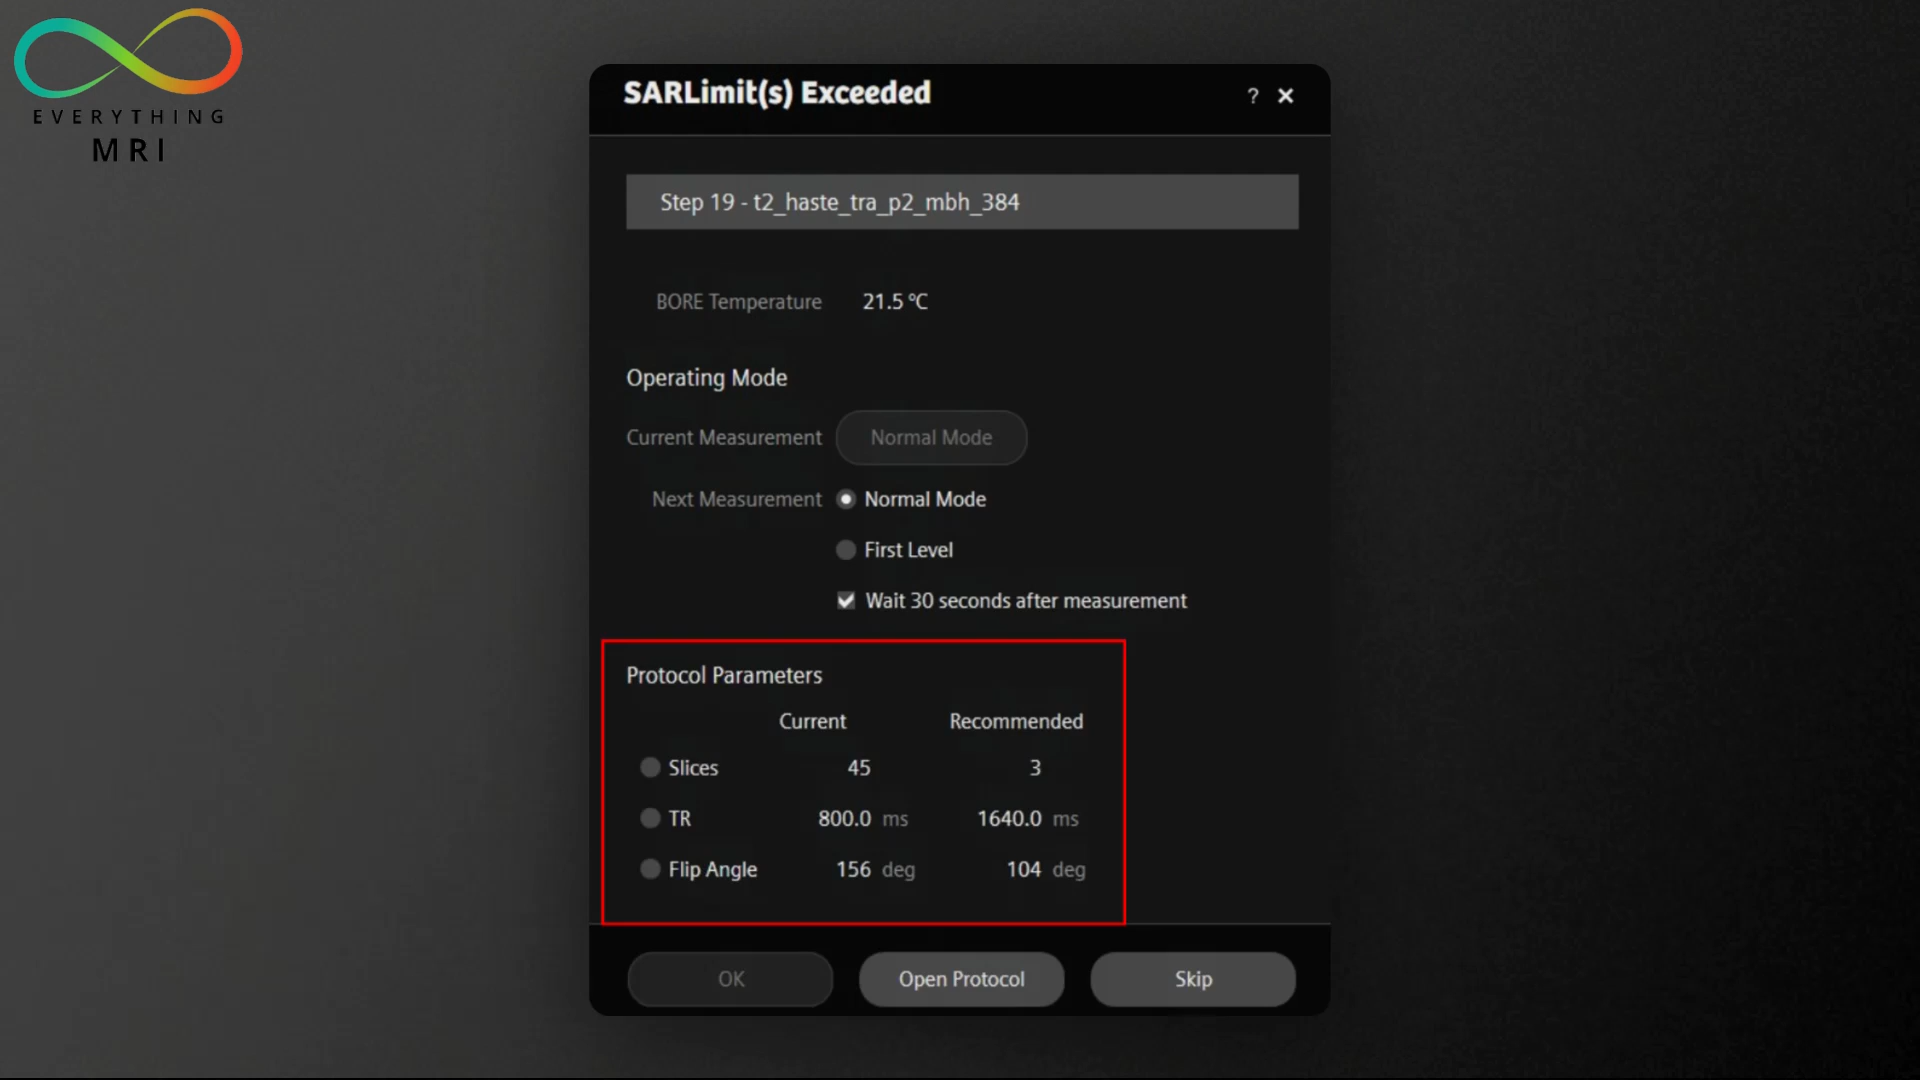 EVERYTHING
MRI
SARLimit(s) Exceeded
?
Step 19 - t2_haste_tra_p2_mbh_384
BORE Temperature 21.5 °C
Operating Mode
Current Measurement Normal Mode
Next Measurement Normal Mode
First Level
Wait 30 seconds after measurement
Protocol Parameters
Current Recommended
Slices 45 3
TR 800.0 ms 1640.0 ms
Flip Angle 156 deg 104 deg
OK Open Protocol Skip